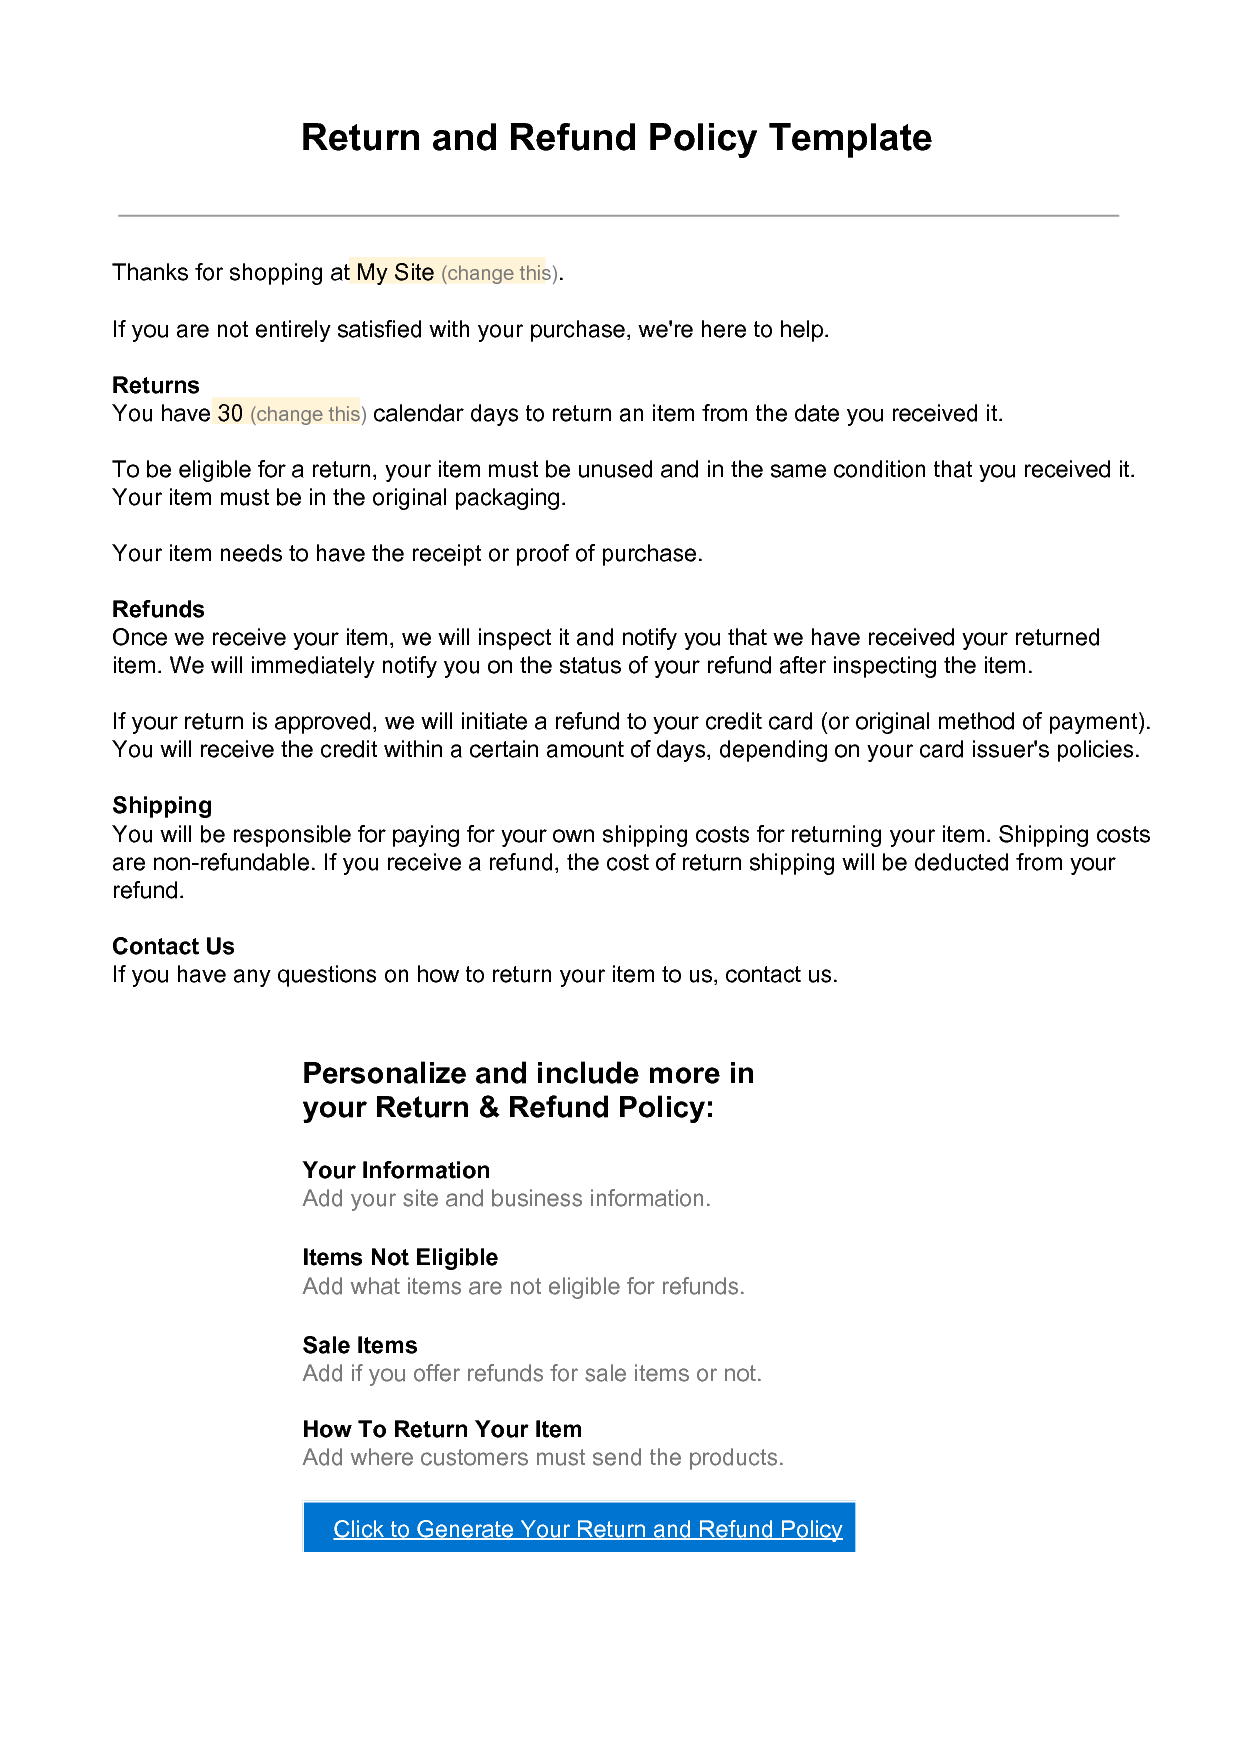 Return and Refund Policy Template
Thanks for shopping at My Site (change this).
If you are not entirely satisfied with your purchase, we're here to help.
Returns
You have 30 (change this) calendar days to return an item from the date you received it.
To be eligible for a return, your item must be unused and in the same condition that you received it.
Your item must be in the original packaging.
Your item needs to have the receipt or proof of purchase.
Refunds
Once we receive your item, we will inspect it and notify you that we have received your returned
item. We will immediately notify you on the status of your refund after inspecting the item.
If your return is approved, we will initiate a refund to your credit card (or original method of payment).
You will receive the credit within a certain amount of days, depending on your card issuer's policies.
Shipping
You will be responsible for paying for your own shipping costs for returning your item. Shipping costs
are non-refundable. If you receive a refund, the cost of return shipping will be deducted from your
refund.
Contact Us
If you have any questions on how to return your item to us, contact us.
Personalize and include more in
your Return & Refund Policy:
Your Information
Add your site and business information.
Items Not Eligible
Add what items are not eligible for refunds.
Sale Items
Add if you offer refunds for sale items or not.
How To Return Your Item
Add where customers must send the products.
Click to Generate Your Return and Refund Policy